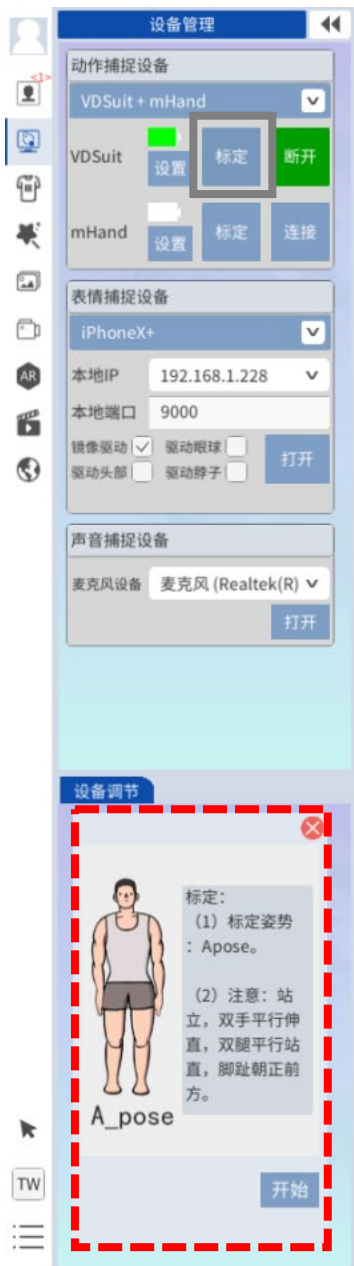 设备管理
<1>
动作捕捉设备
VDSuit + mHand
VDSuit
设置
标定
断开
mHand
设置
标定
连接
表情捕捉设备
iPhoneX+
本地IP
192.168.1.228
本地端口
9000
镜像驱动
驱动眼球
驱动头部
驱动脖子
打开
AR
声音捕捉设备
麦克风设备
麦克风 (Realtek(R)
打开
设备调节
标定：
（1）标定姿势
：Apose。
（2）注意：站
立，双手平行伸
直，双腿平行站
直，脚趾朝正前
方。
A_pose
开始
TW